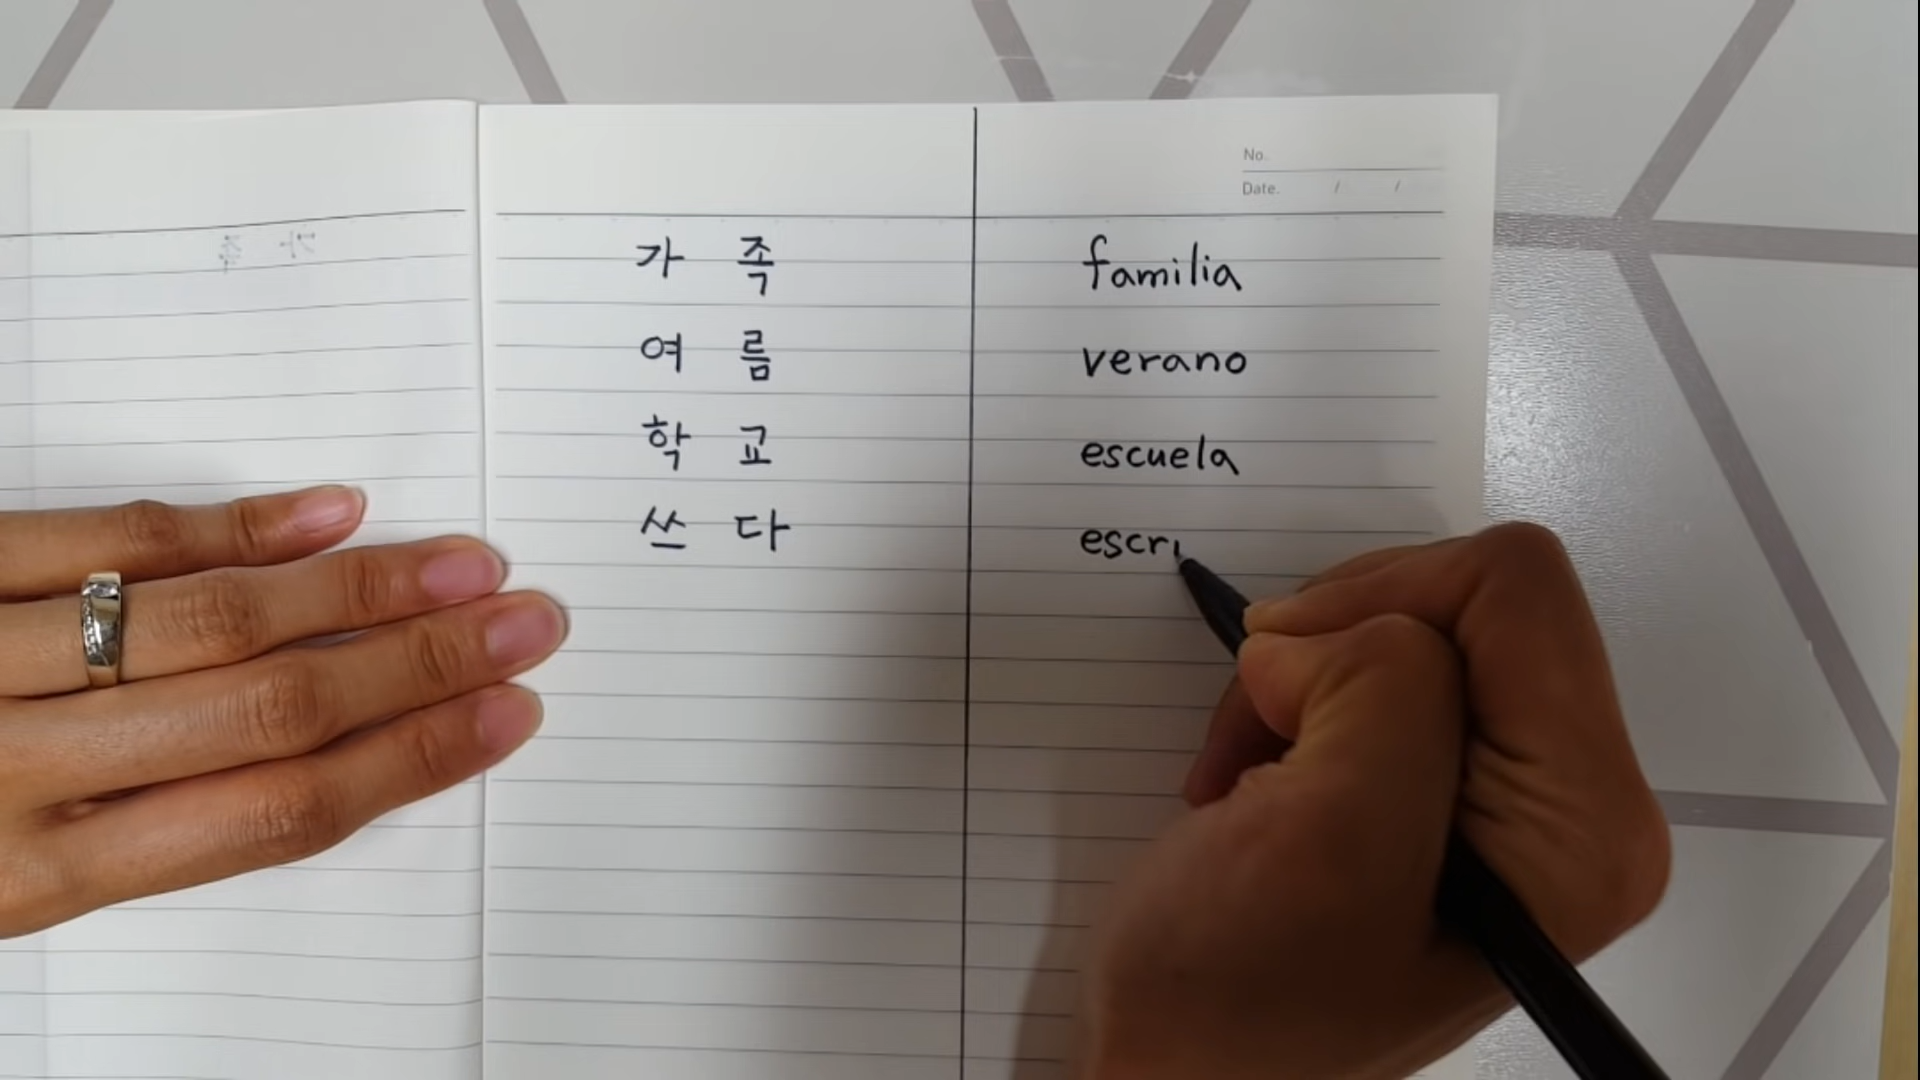 No.
Date. / /
가 족 familia
여 름 verano
학 교 escuela
쓰 다 escri